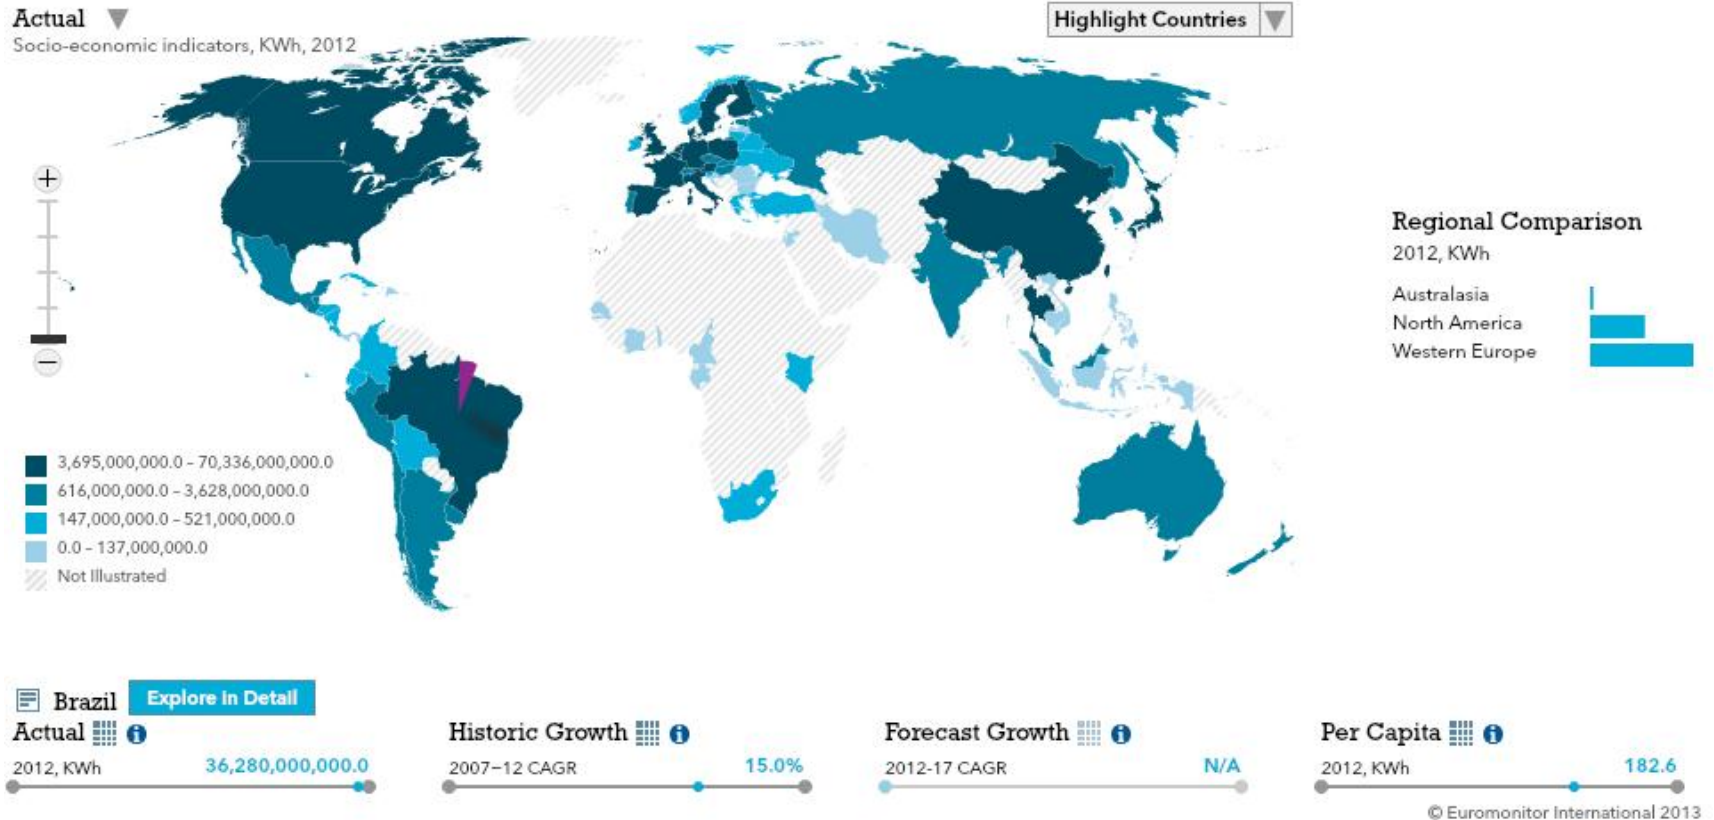 Actual
Socio-economic indicators, KWh, 2012
Highlight Countries
+
−
Regional Comparison
2012, KWh
Australasia
North America
Western Europe
3,695,000,000.0 – 70,336,000,000.0
616,000,000.0 – 3,628,000,000.0
147,000,000.0 – 521,000,000.0
0.0 – 137,000,000.0
Not Illustrated
Brazil Explore in Detail
Actual i
2012, KWh 36,280,000,000.0
Historic Growth i
2007–12 CAGR 15.0%
Forecast Growth i
2012-17 CAGR N/A
Per Capita i
2012, KWh 182.6
© Euromonitor International 2013